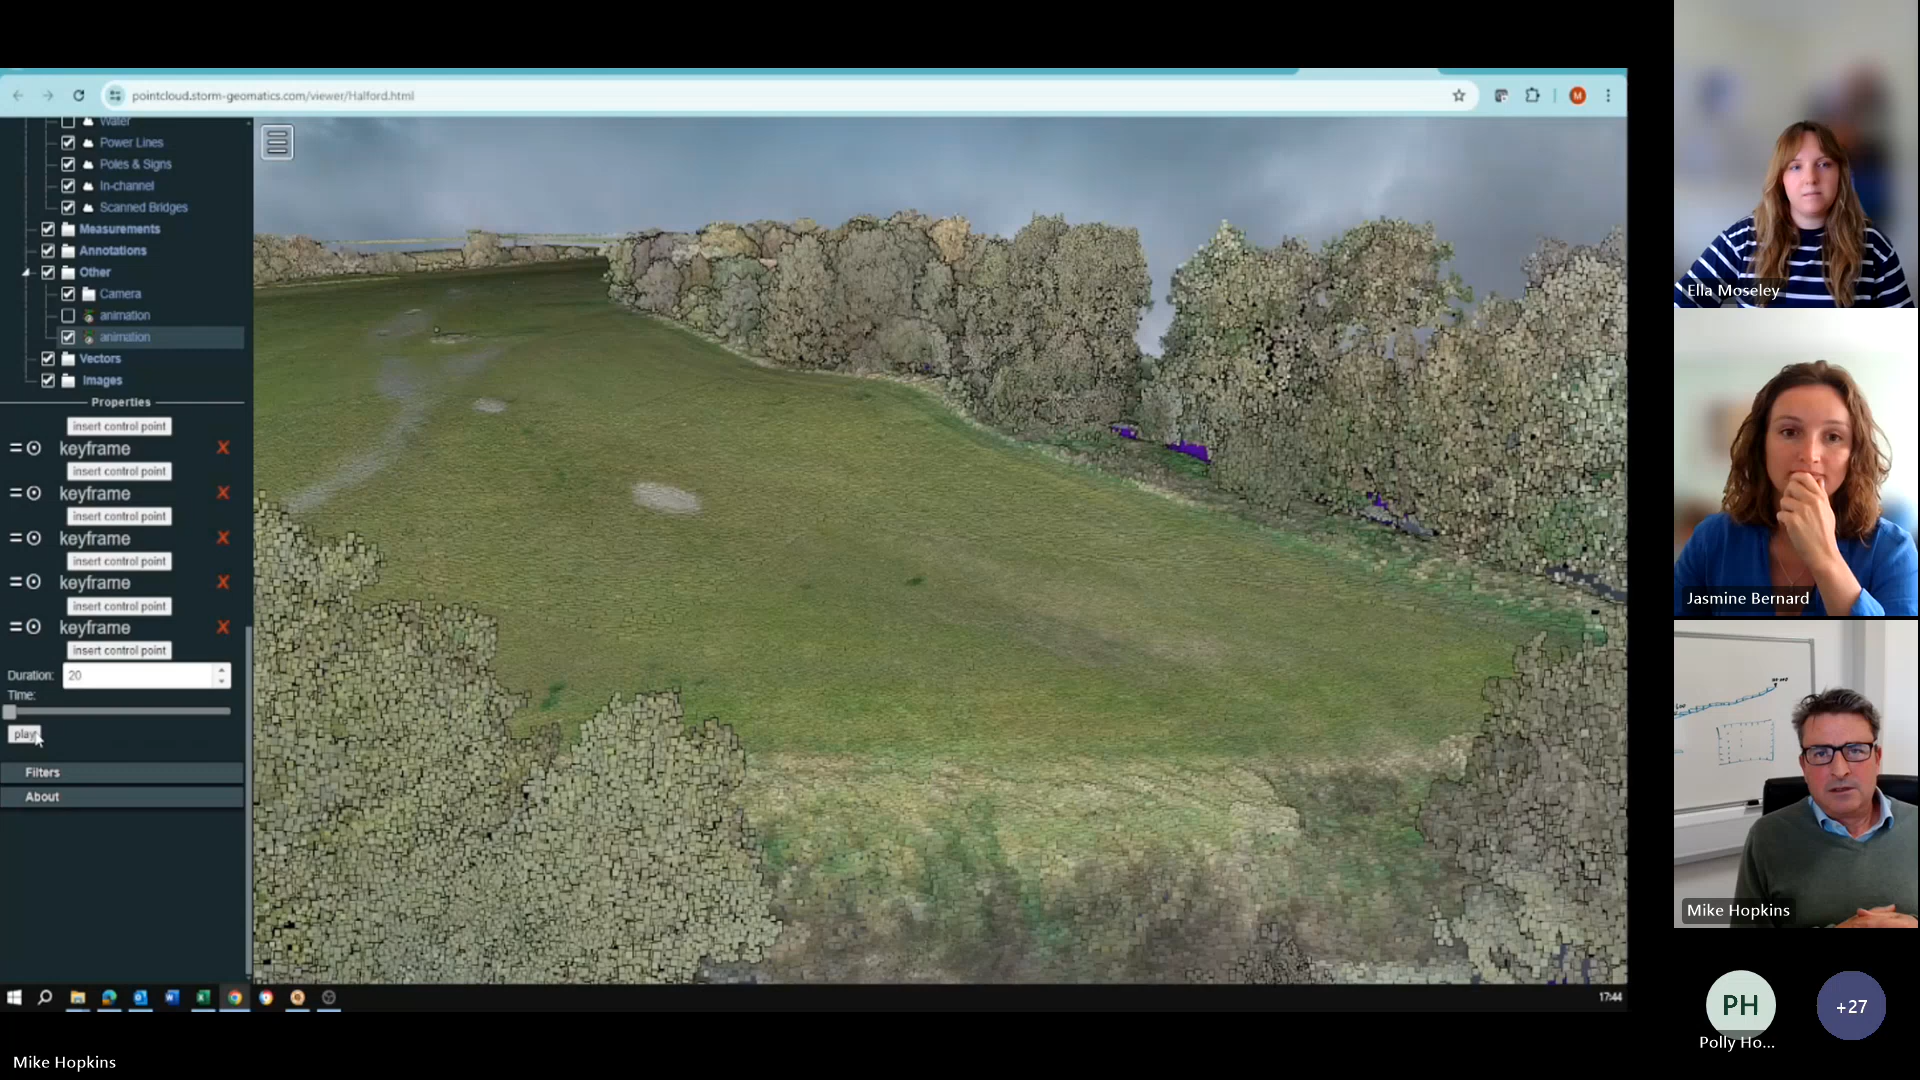 pointcloud.storm-geomatics.com/viewer/Halford.html
M
Water
Power Lines
Poles & Signs
In-channel
Scanned Bridges
Measurements
Annotations
Other
Camera
animation
animation
Vectors
Images
Properties
insert control point
keyframe
insert control point
keyframe
insert control point
keyframe
insert control point
keyframe
insert control point
keyframe
insert control point
Duration: 20
Time:
play
Filters
About
17:44
Mike Hopkins
Ella Moseley
Jasmine Bernard
Mike Hopkins
PH
Polly Ho...
+27